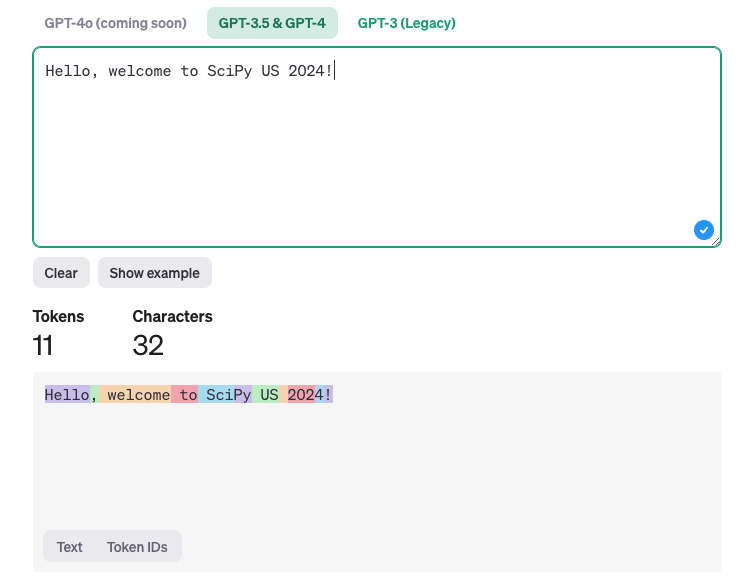 GPT-4o (coming soon) GPT-3.5 & GPT-4 GPT-3 (Legacy)
Hello, welcome to SciPy US 2024!
Clear Show example
Tokens Characters
11 32
Hello, welcome to SciPy US 2024!
Text Token IDs